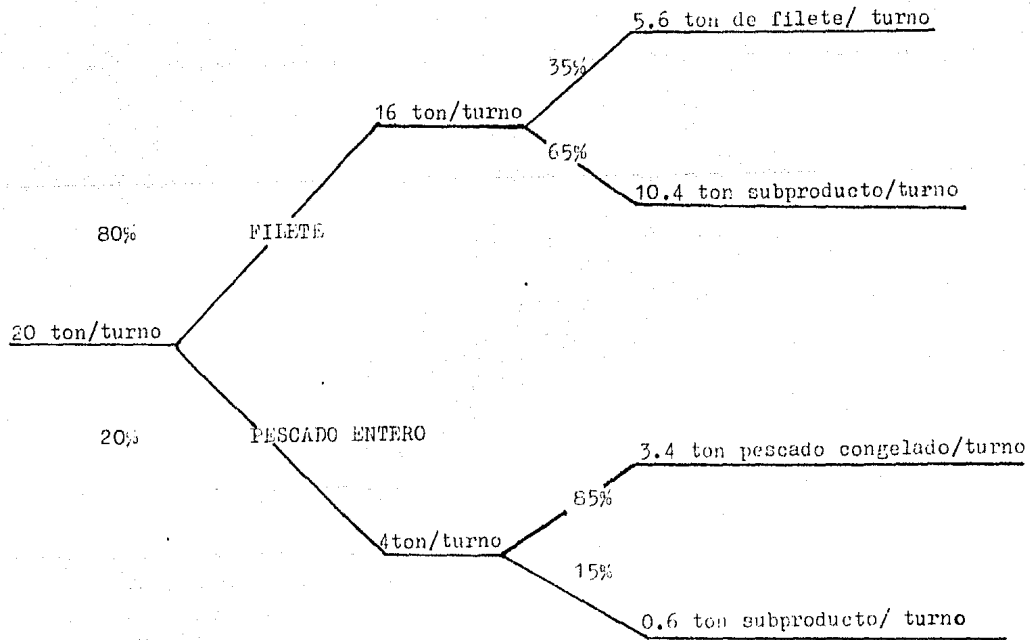 5.6 ton de filete/ turno
35%
16 ton/turno
65%
10.4 ton subproducto/turno
80% FILETE
20 ton/turno
20% PESCADO ENTERO
3.4 ton pescado congelado/turno
85%
4ton/turno
15%
0.6 ton subproducto/ turno